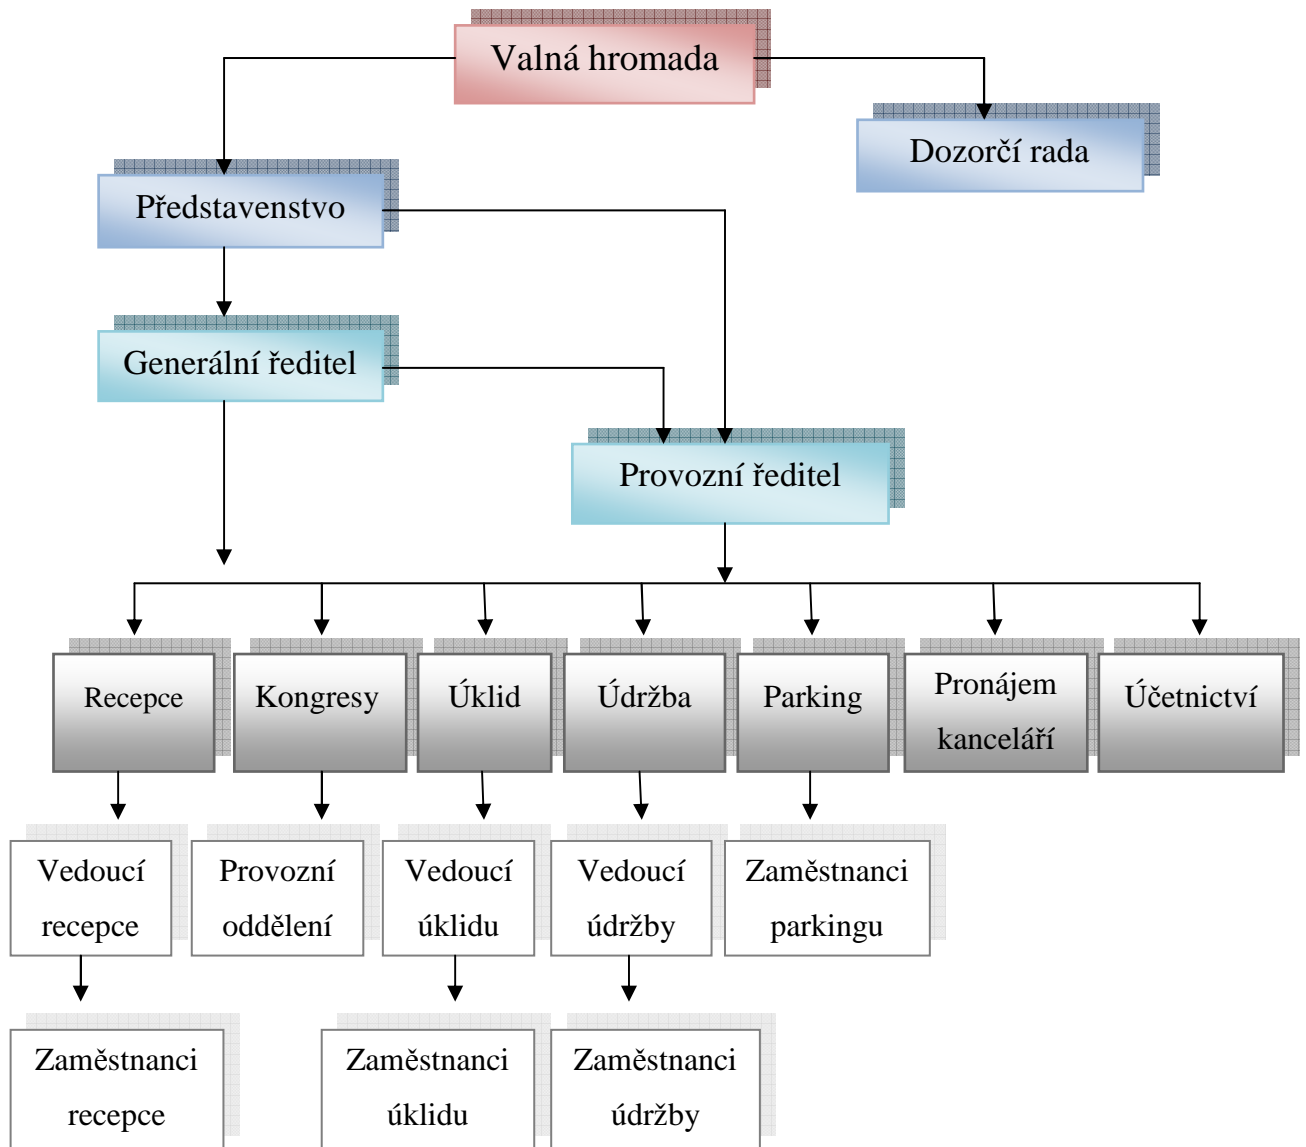 Valná hromada
Dozorčí rada
Představenstvo
Generální ředitel
Provozní ředitel
Recepce
Kongresy
Úklid
Údržba
Parking
Pronájem
kanceláří
Účetnictví
Vedoucí
recepce
Provozní
oddělení
Vedoucí
úklidu
Vedoucí
údržby
Zaměstnanci
parkingu
Zaměstnanci
recepce
Zaměstnanci
úklidu
Zaměstnanci
údržby